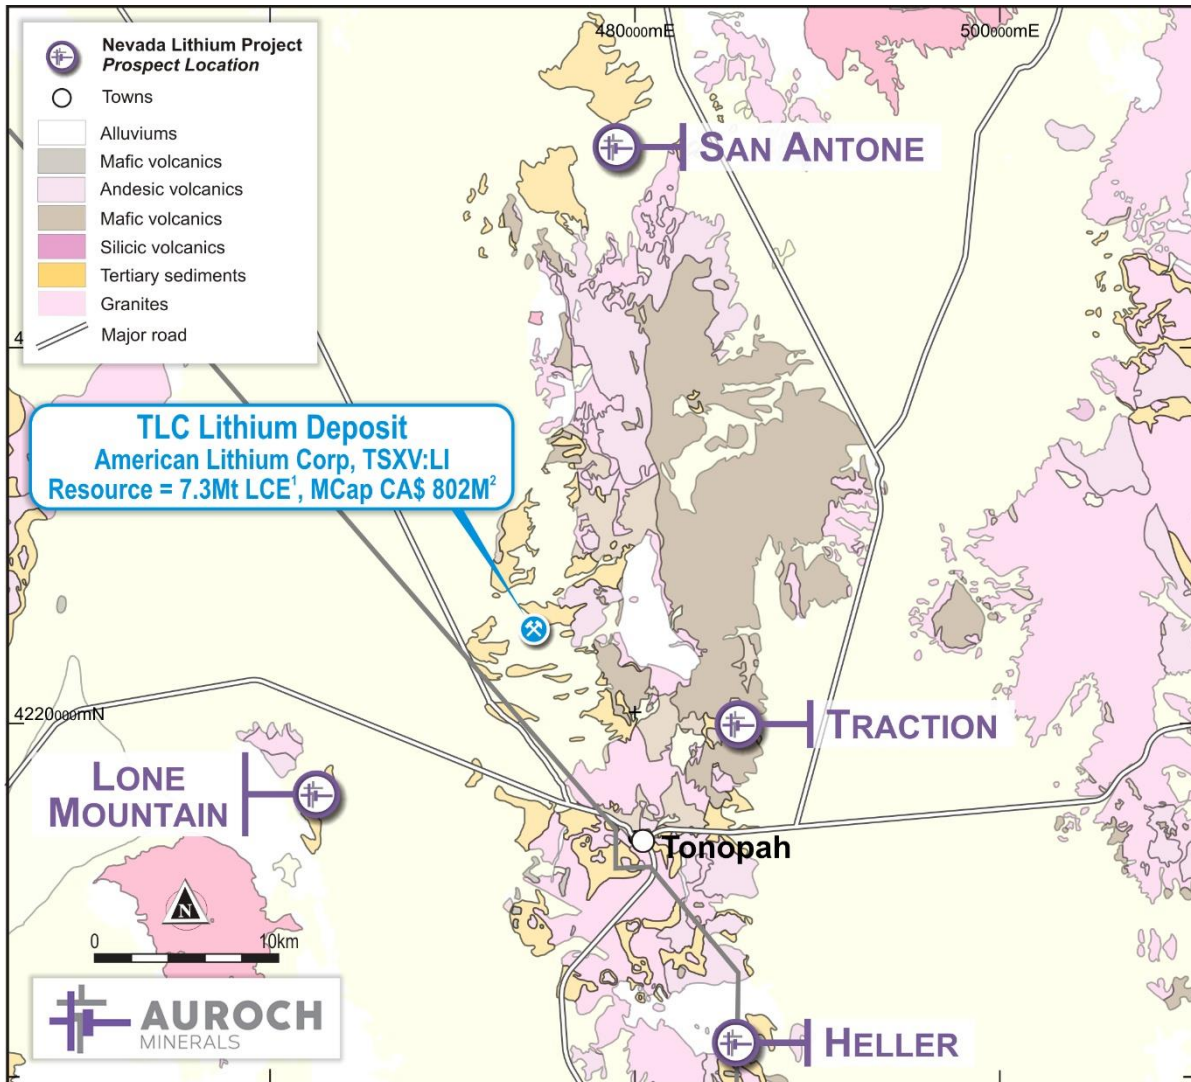 Nevada Lithium Project
Prospect Location
Towns
Alluviums
Mafic volcanics
Andesic volcanics
Mafic volcanics
Silicic volcanics
Tertiary sediments
Granites
Major road
480000mE
500000mE
SAN ANTONE
4
TLC Lithium Deposit
American Lithium Corp, TSXV:LI
Resource = 7.3Mt LCE¹, MCap CA$ 802M²
4220000mN
TRACTION
LONE
MOUNTAIN
Tonopah
N
0 10km
AUROCH
MINERALS
HELLER